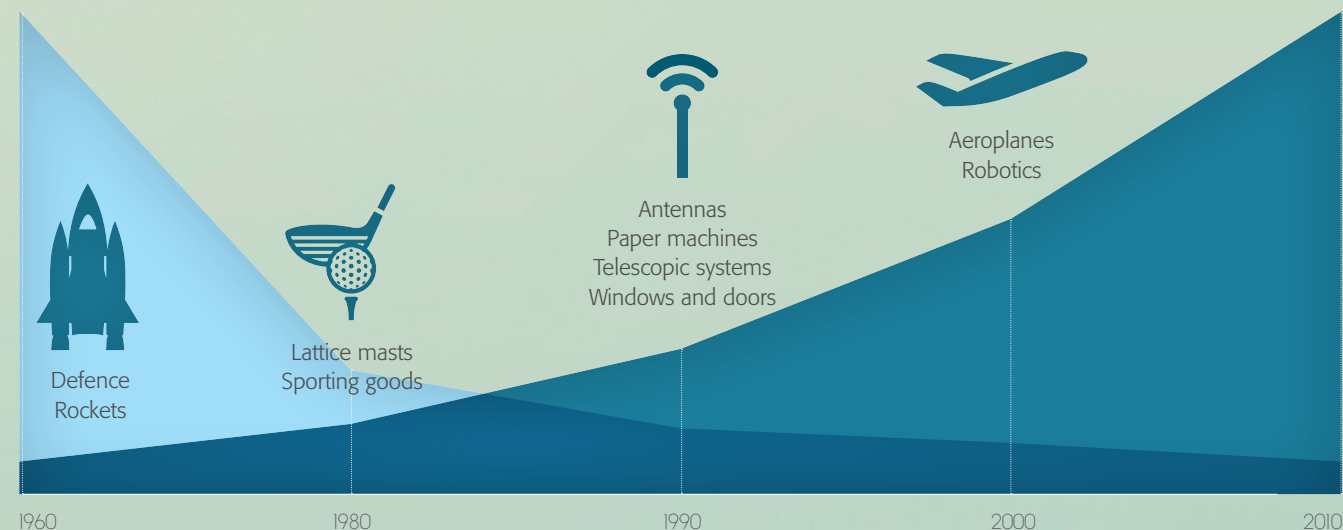 Defence
Rockets
Lattice masts
Sporting goods
Antennas
Paper machines
Telescopic systems
Windows and doors
Aeroplanes
Robotics
1960
1980
1990
2000
2010